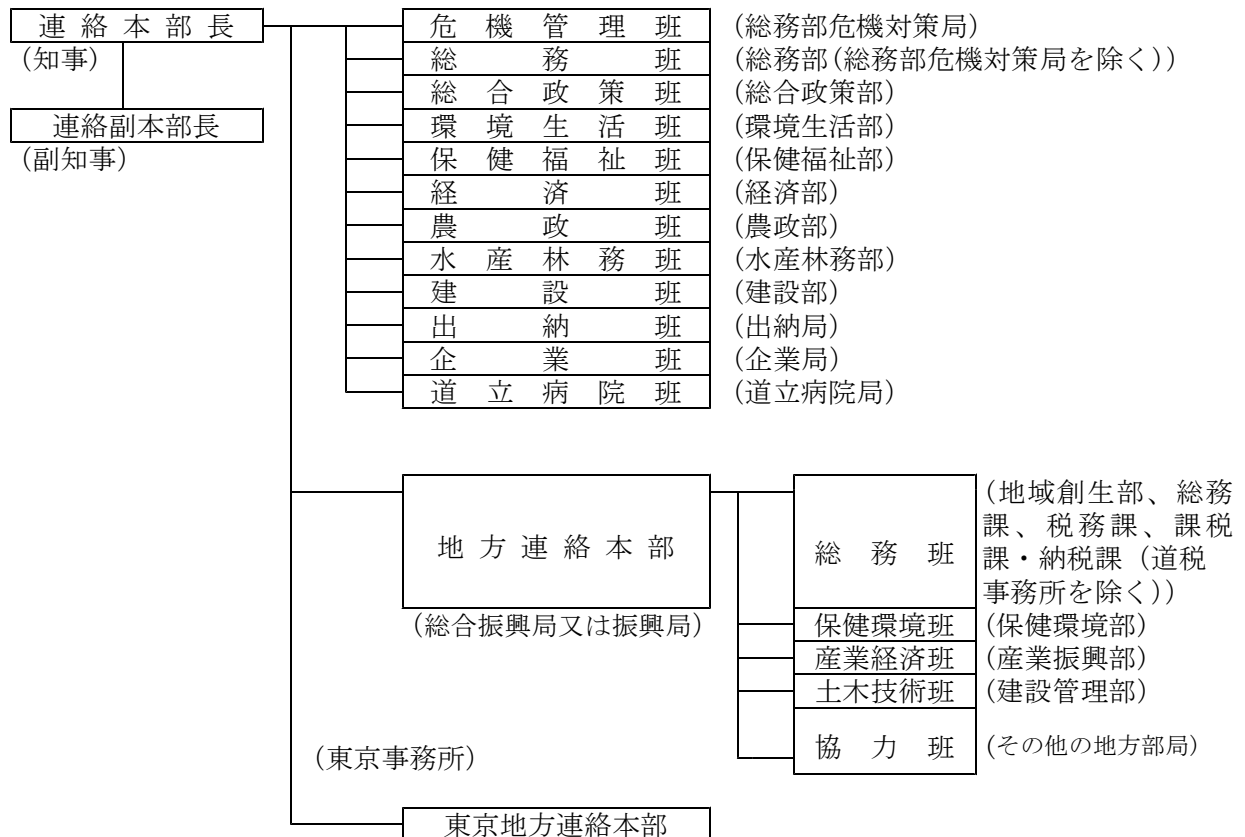 連絡本部長
(知事)
連絡副本部長
(副知事)
危機管理班 (総務部危機対策局)
総務班 (総務部(総務部危機対策局を除く))
総合政策班 (総合政策部)
環境生活班 (環境生活部)
保健福祉班 (保健福祉部)
経済班 (経済部)
農政班 (農政部)
水産林務班 (水産林務部)
建設班 (建設部)
出納班 (出納局)
企業班 (企業局)
道立病院班 (道立病院局)
地方連絡本部
(総合振興局又は振興局)
総務班
(地域創生部、総務
課、税務課、課税
課・納税課(道税
事務所を除く))
保健環境班 (保健環境部)
産業経済班 (産業振興部)
土木技術班 (建設管理部)
協力班 (その他の地方部局)
(東京事務所)
東京地方連絡本部